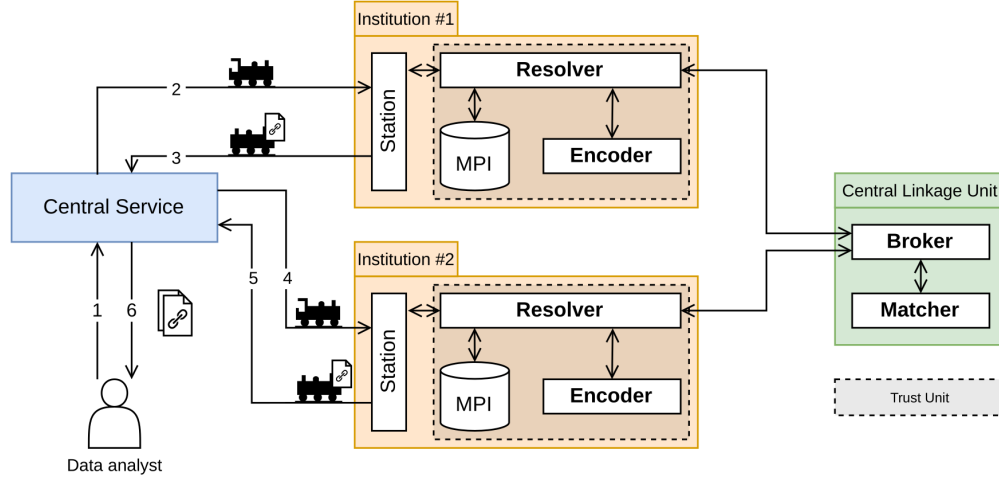 Institution #1
Station
Resolver
MPI
Encoder
2
3
Central Service
Central Linkage Unit
Broker
Matcher
Institution #2
Station
Resolver
MPI
Encoder
5
4
1
6
Trust Unit
Data analyst